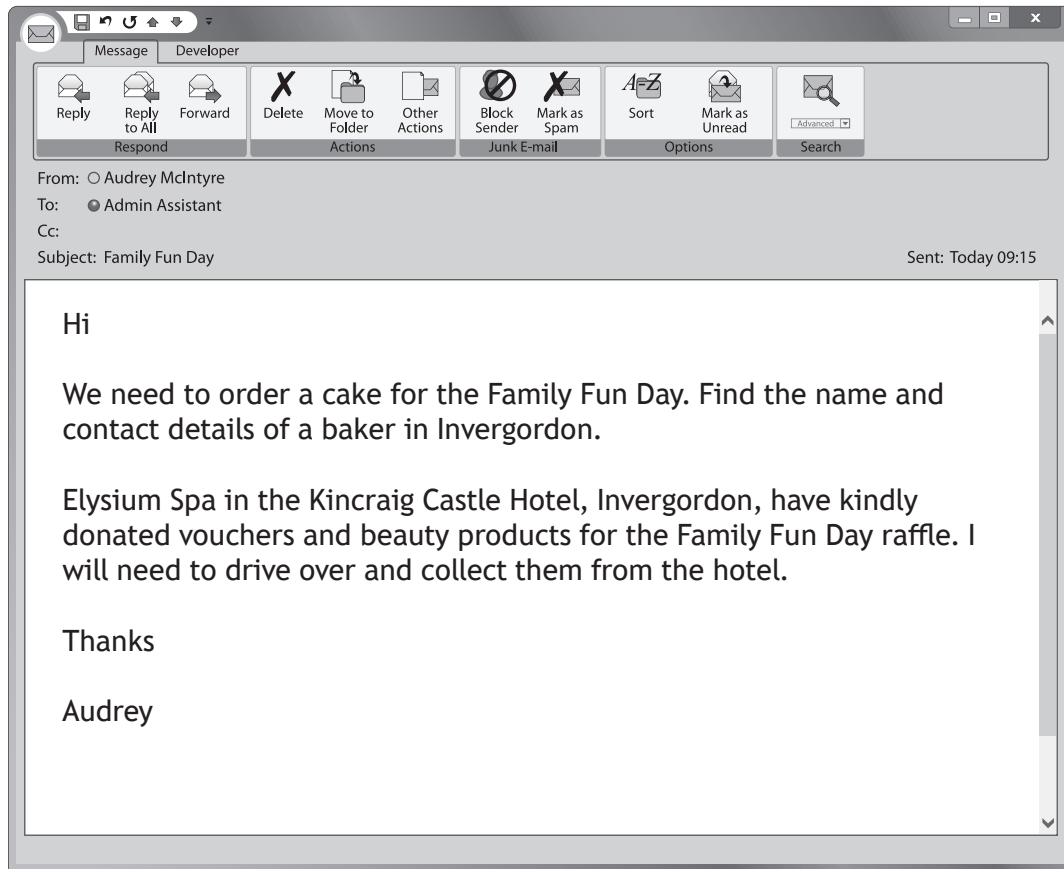 Message Developer
Reply Reply to All Forward Delete Move to Folder Other Actions Block Sender Mark as Spam A=Z Sort Mark as Unread Advanced
Respond Actions Junk E-mail Options Search
From: Audrey McIntyre
To: Admin Assistant
Cc:
Subject: Family Fun Day Sent: Today 09:15
Hi
We need to order a cake for the Family Fun Day. Find the name and
contact details of a baker in Invergordon.
Elysium Spa in the Kincraig Castle Hotel, Invergordon, have kindly
donated vouchers and beauty products for the Family Fun Day raffle. I
will need to drive over and collect them from the hotel.
Thanks
Audrey